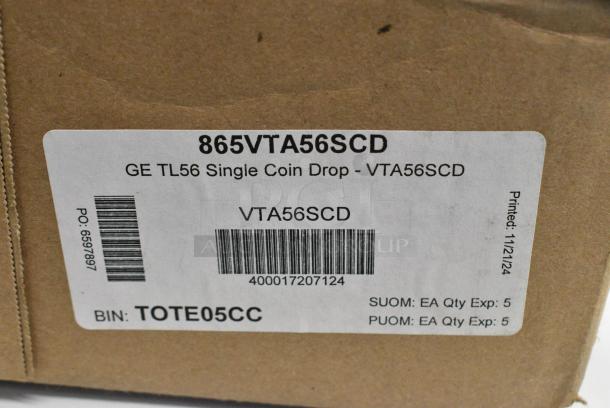 865VTA56SCD
GE TL56 Single Coin Drop - VTA56SCD
PO: 6597897
VTA56SCD
400017207124
Printed: 11/21/24
BIN: TOTE05CC
SUOM: EA Qty Exp: 5
PUOM: EA Qty Exp: 5